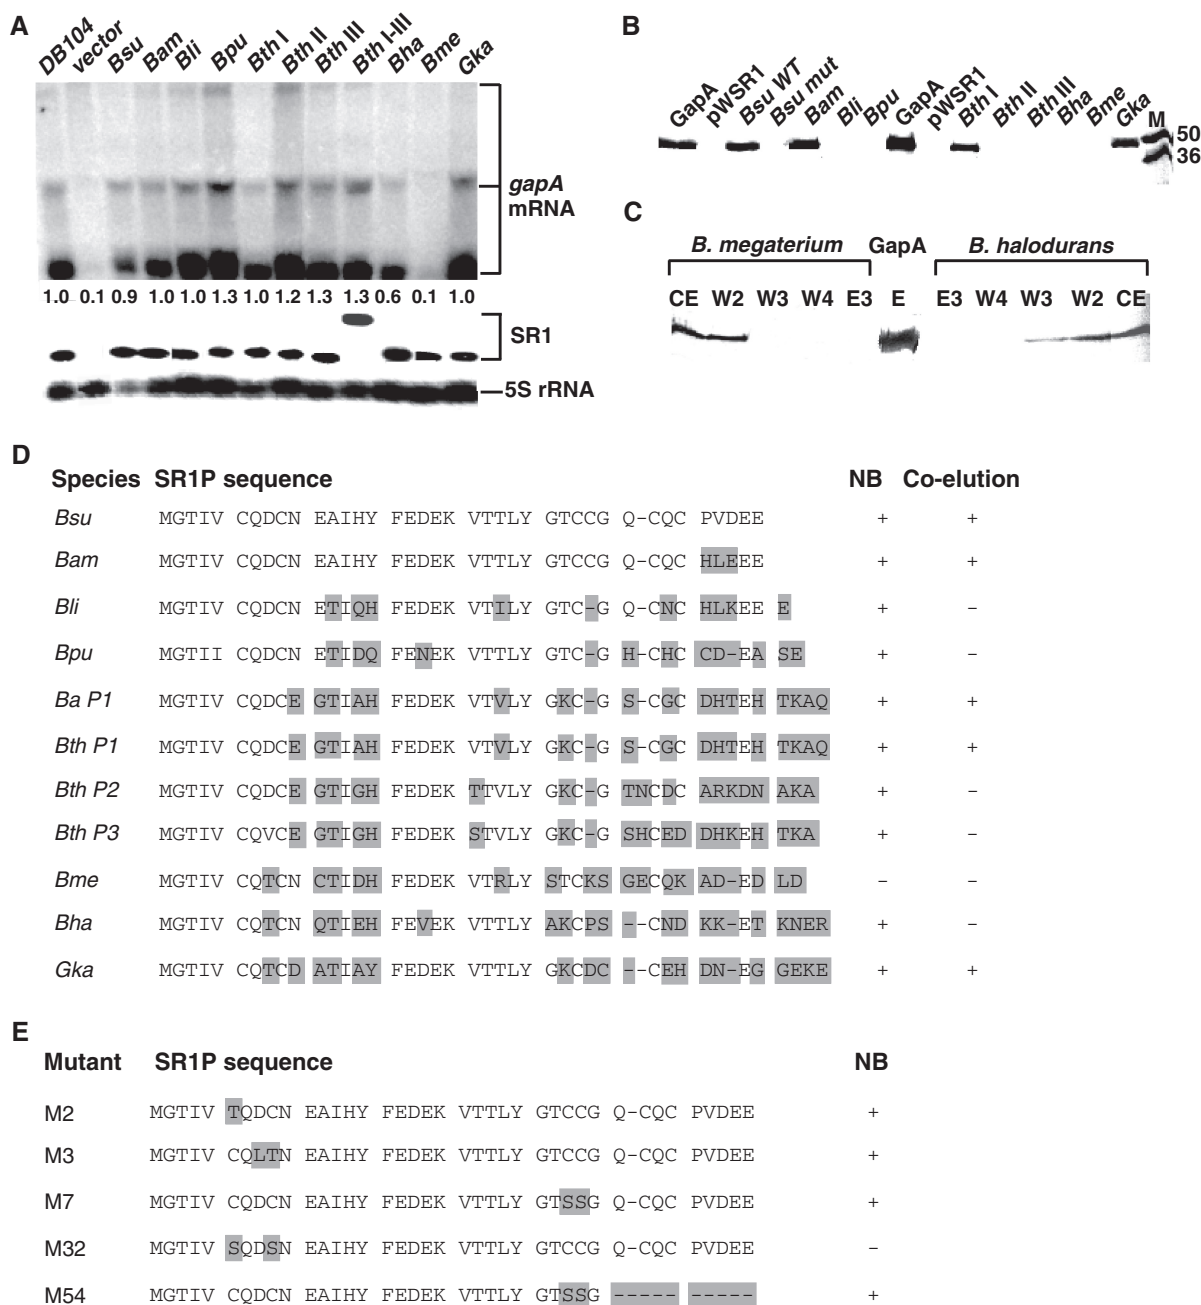 A
DB104 vector Bsu Bam Bli Bpu Bth I Bth II Bth III Bth I-III Bha Bme Gka
gapA
mRNA
1.0 0.1 0.9 1.0 1.0 1.3 1.0 1.2 1.3 1.3 0.6 0.1 1.0
SR1
5S rRNA
B
GapA pWSR1 Bsu WT Bsu mut Bam Bli Bpu GapA pWSR1 Bth I Bth II Bth III Bha Bme Gka M
50
36
C
B. megaterium GapA B. halodurans
CE W2 W3 W4 E3 E E3 W4 W3 W2 CE
D
Species SR1P sequence NB Co-elution
Bsu MGTIV CQDCN EAIHY FEDEK VTTLY GTCCG Q-CQC PVDEE + +
Bam MGTIV CQDCN EAIHY FEDEK VTTLY GTCCG Q-CQC HLEEE + +
Bli MGTIV CQDCN ETIQH FEDEK VTILY GTC-G Q-CNC HLKEE E + –
Bpu MGTII CQDCN ETIDQ FENEK VTTLY GTC-G H-CHC CD-EA SE + –
Ba P1 MGTIV CQDCE GTIAH FEDEK VTVLY GKC-G S-CGC DHTEH TKAQ + +
Bth P1 MGTIV CQDCE GTIAH FEDEK VTVLY GKC-G S-CGC DHTEH TKAQ + +
Bth P2 MGTIV CQDCE GTIGH FEDEK TTVLY GKC-G TNCDC ARKDN AKA + –
Bth P3 MGTIV CQVCE GTIGH FEDEK STVLY GKC-G SHCED DHKEH TKA + –
Bme MGTIV CQTCN CTIDH FEDEK VTRLY STCKS GECQK AD-ED LD – –
Bha MGTIV CQTCN QTIEH FEVEK VTTLY AKCPS --CND KK-ET KNER + –
Gka MGTIV CQTCD ATIAY FEDEK VTTLY GKCDC --CEH DN-EG GEKE + +
E
Mutant SR1P sequence NB
M2 MGTIV TQDCN EAIHY FEDEK VTTLY GTCCG Q-CQC PVDEE +
M3 MGTIV CQLTN EAIHY FEDEK VTTLY GTCCG Q-CQC PVDEE +
M7 MGTIV CQDCN EAIHY FEDEK VTTLY GTSSG Q-CQC PVDEE +
M32 MGTIV SQDSN EAIHY FEDEK VTTLY GTCCG Q-CQC PVDEE –
M54 MGTIV CQDCN EAIHY FEDEK VTTLY GTSSG ----- ----- +